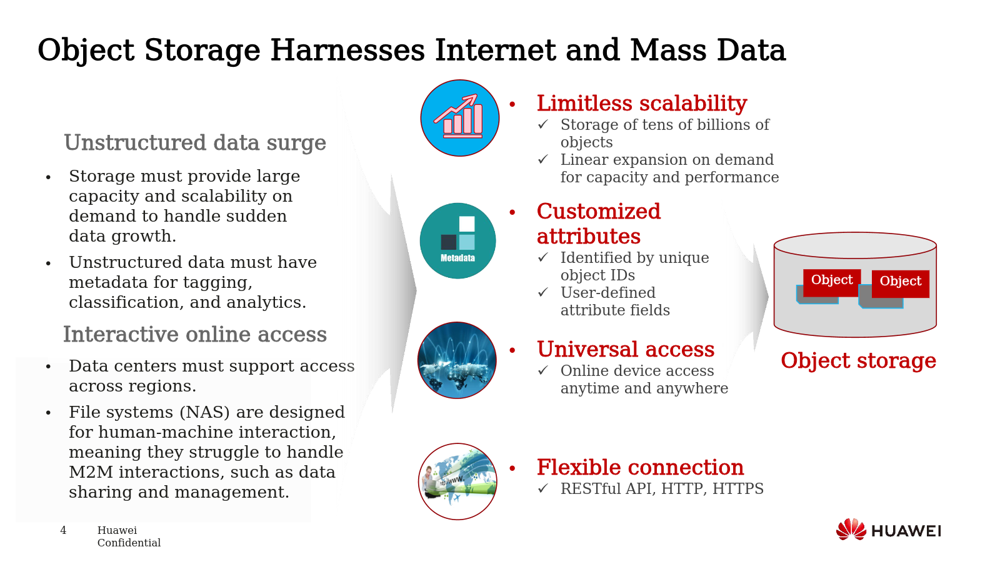 Object Storage Harnesses Internet and Mass Data
Unstructured data surge
• Storage must provide large
capacity and scalability on
demand to handle sudden
data growth.
• Unstructured data must have
metadata for tagging,
classification, and analytics.
Interactive online access
• Data centers must support access
across regions.
• File systems (NAS) are designed
for human-machine interaction,
meaning they struggle to handle
M2M interactions, such as data
sharing and management.
• Limitless scalability
✓ Storage of tens of billions of
objects
✓ Linear expansion on demand
for capacity and performance
Metadata
• Customized
attributes
✓ Identified by unique
object IDs
✓ User-defined
attribute fields
• Universal access
✓ Online device access
anytime and anywhere
http://www.
• Flexible connection
✓ RESTful API, HTTP, HTTPS
Object
Object
Object storage
4
Huawei
Confidential
HUAWEI